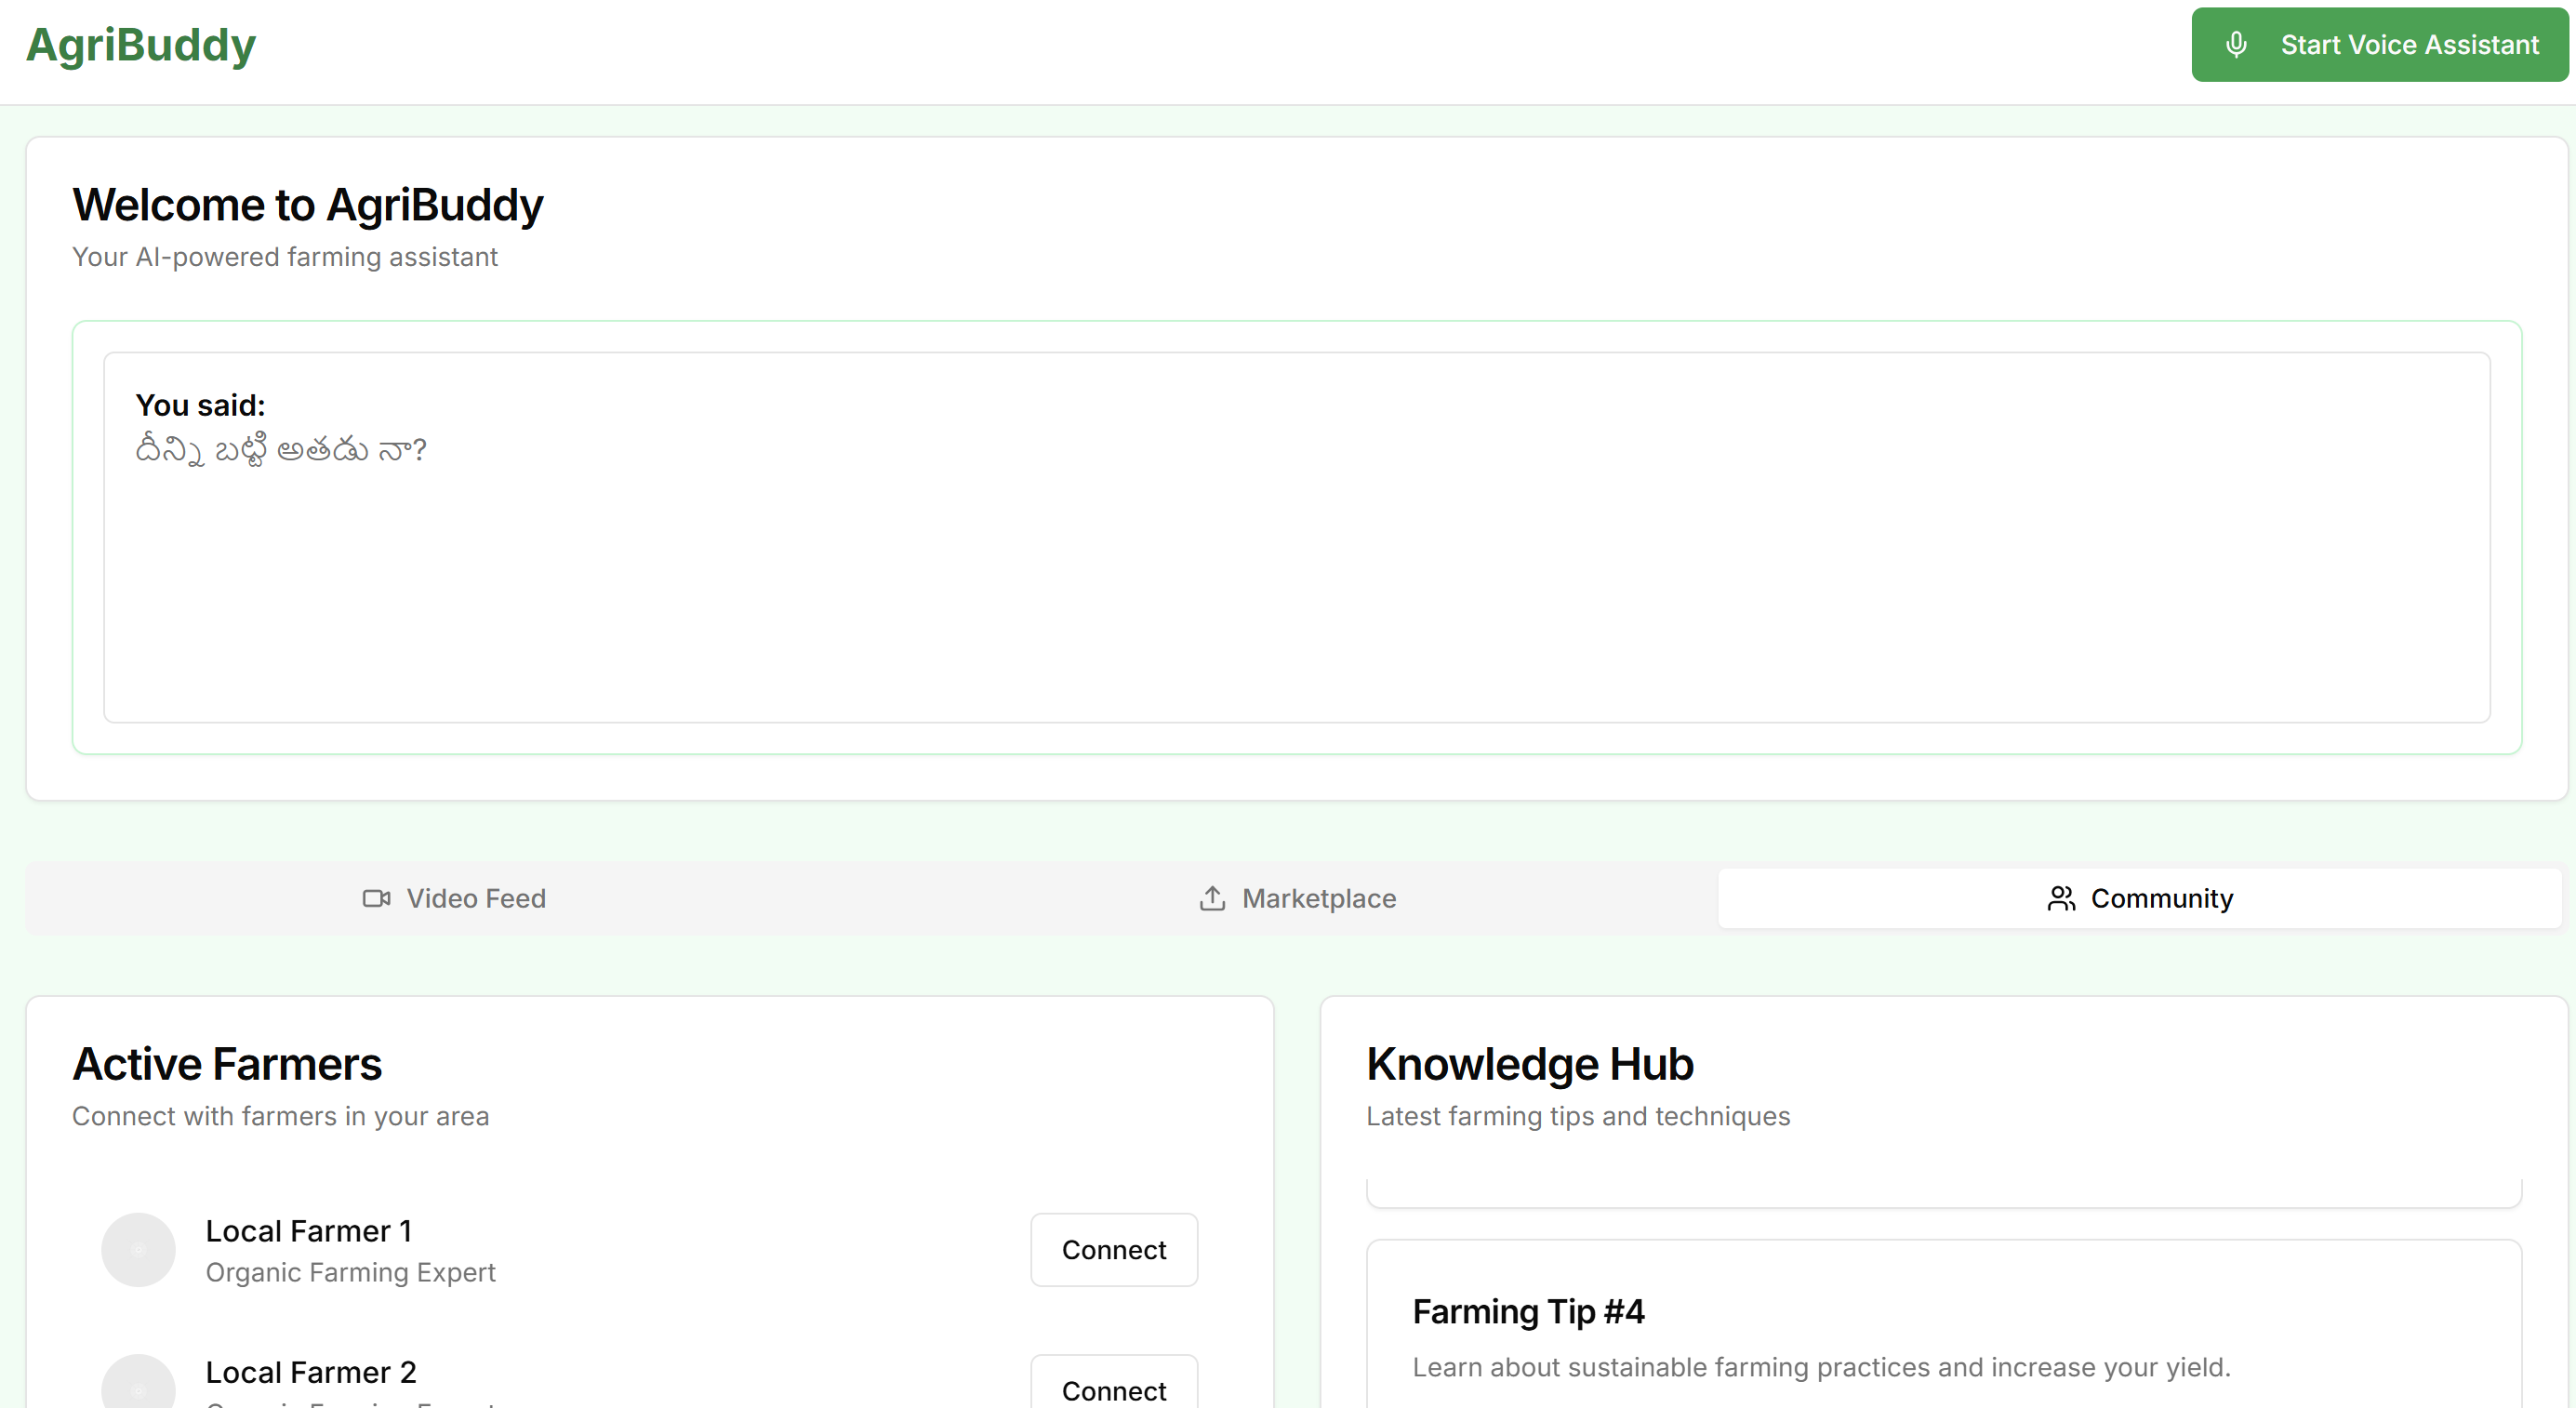 AgriBuddy
Start Voice Assistant
Welcome to AgriBuddy
Your AI-powered farming assistant
You said:
దీన్ని బట్టి అతడు నా?
Video Feed
Marketplace
Community
Active Farmers
Connect with farmers in your area
Local Farmer 1
Organic Farming Expert
Connect
Local Farmer 2
Connect
Knowledge Hub
Latest farming tips and techniques
Farming Tip #4
Learn about sustainable farming practices and increase your yield.